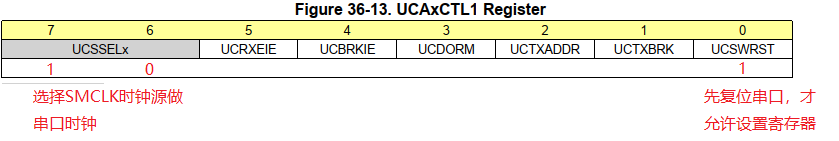 Figure 36-13. UCAxCTL1 Register
7 6 5 4 3 2 1 0
UCSSELx UCRXEIE UCBRKIE UCDORM UCTXADDR UCTXBRK UCSWRST
1 0 1
选择SMCLK时钟源做
串口时钟
先复位串口，才
允许设置寄存器